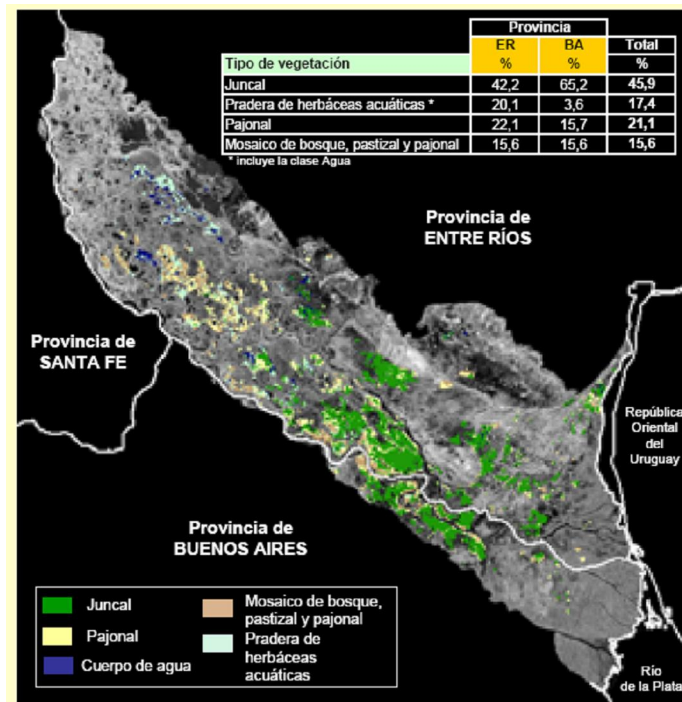 Provincia
ER BA Total
Tipo de vegetación % % %
Juncal 42,2 65,2 45,9
Pradera de herbáceas acuáticas * 20,1 3,6 17,4
Pajonal 22,1 15,7 21,1
Mosaico de bosque, pastizal y pajonal 15,6 15,6 15,6
* incluye la clase Agua
Provincia de
ENTRE RÍOS
Provincia de
SANTA FE
República
Oriental
del
Uruguay
Provincia de
BUENOS AIRES
Juncal
Pajonal
Cuerpo de agua
Mosaico de bosque,
pastizal y pajonal
Pradera de
herbáceas
acuáticas
Río
de la Plata